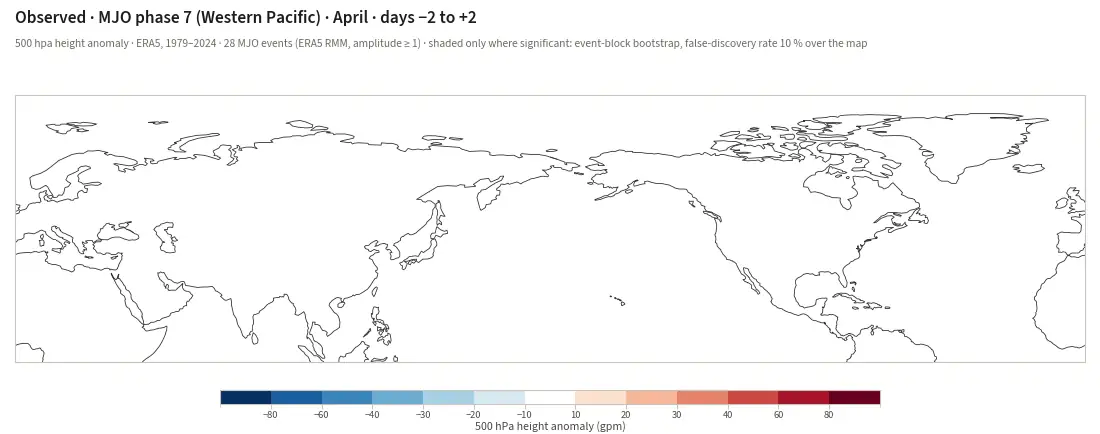 Observed · MJO phase 7 (Western Pacific) · April · days −2 to +2
500 hpa height anomaly · ERA5, 1979–2024 · 28 MJO events (ERA5 RMM, amplitude ≥ 1) · shaded only where significant: event-block bootstrap, false-discovery rate 10 % over the map
−80 −60 −40 −30 −20 −10 10 20 30 40 60 80
500 hPa height anomaly (gpm)